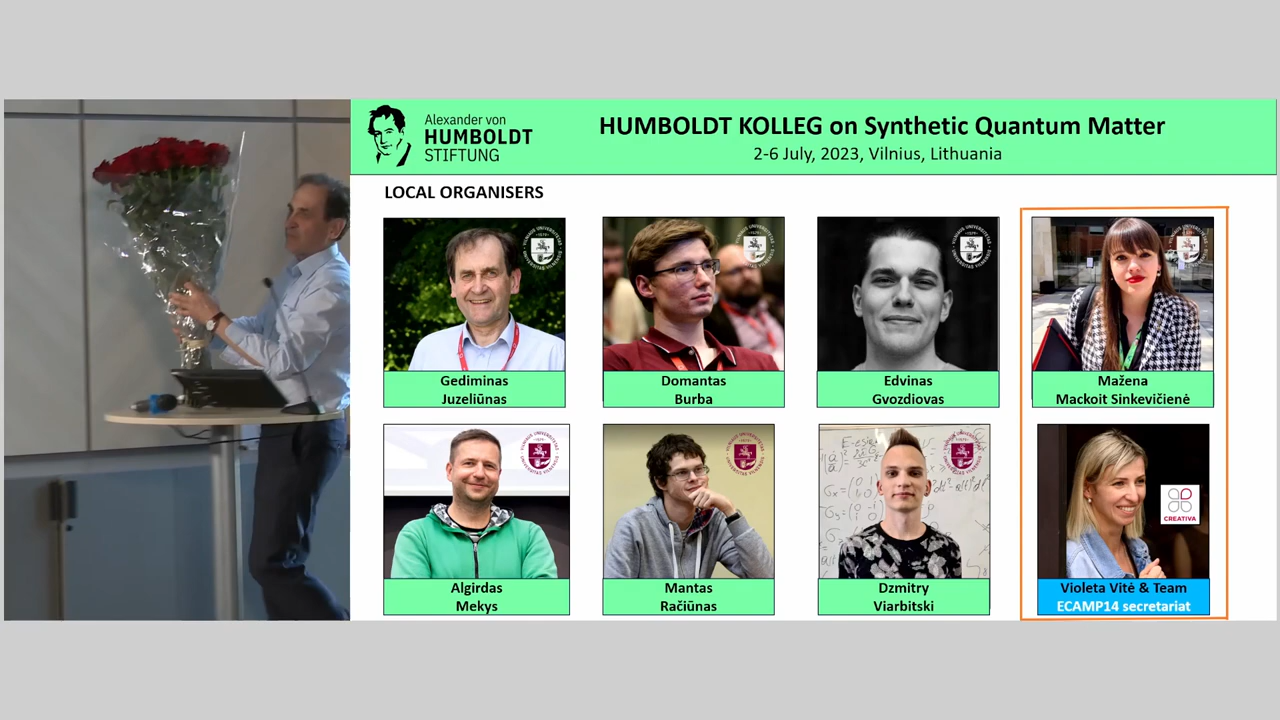 Alexander von
HUMBOLDT
STIFTUNG
HUMBOLDT KOLLEG on Synthetic Quantum Matter
2-6 July, 2023, Vilnius, Lithuania
LOCAL ORGANISERS
Gediminas
Juzeliūnas
Domantas
Burba
Edvinas
Gvozdiovas
Mažena
Mackoit Sinkevičienė
Algirdas
Mekys
Mantas
Račiūnas
Dzmitry
Viarbitski
CREATIVA
Violeta Vitė & Team
ECAMP14 secretariat